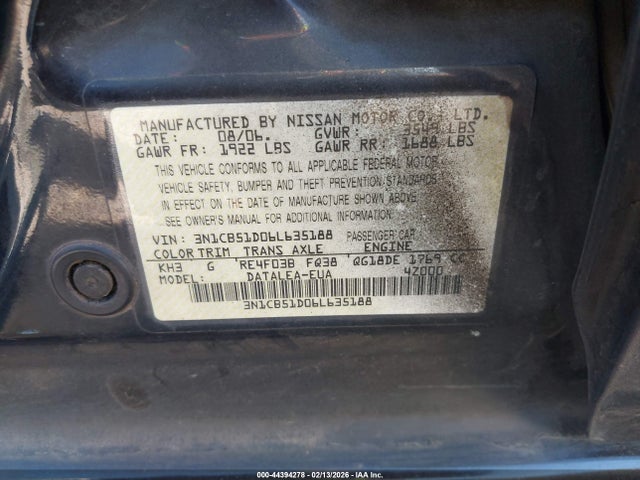 MANUFACTURED BY NISSAN MOTOR CO., LTD.
DATE: 08/06. GVWR: 3549 LBS
GAWR FR: 1922 LBS GAWR RR: 1688 LBS
THIS VEHICLE CONFORMS TO ALL APPLICABLE FEDERAL MOTOR
VEHICLE SAFETY, BUMPER AND THEFT PREVENTION STANDARDS
IN EFFECT ON THE DATE OF MANUFACTURE SHOWN ABOVE.
SEE OWNER'S MANUAL FOR ADDITIONAL INFORMATION.
VIN: 3N1CB51D06L635188 PASSENGER CAR
COLOR TRIM TRANS AXLE ENGINE
KH3 G RE4F03B FQ38 QG18DE 1769 CC
MODEL: DATALEA-EUA 4Z000
3N1CB51D06L635188
000-44394278 - 02/13/2026 - IAA Inc.